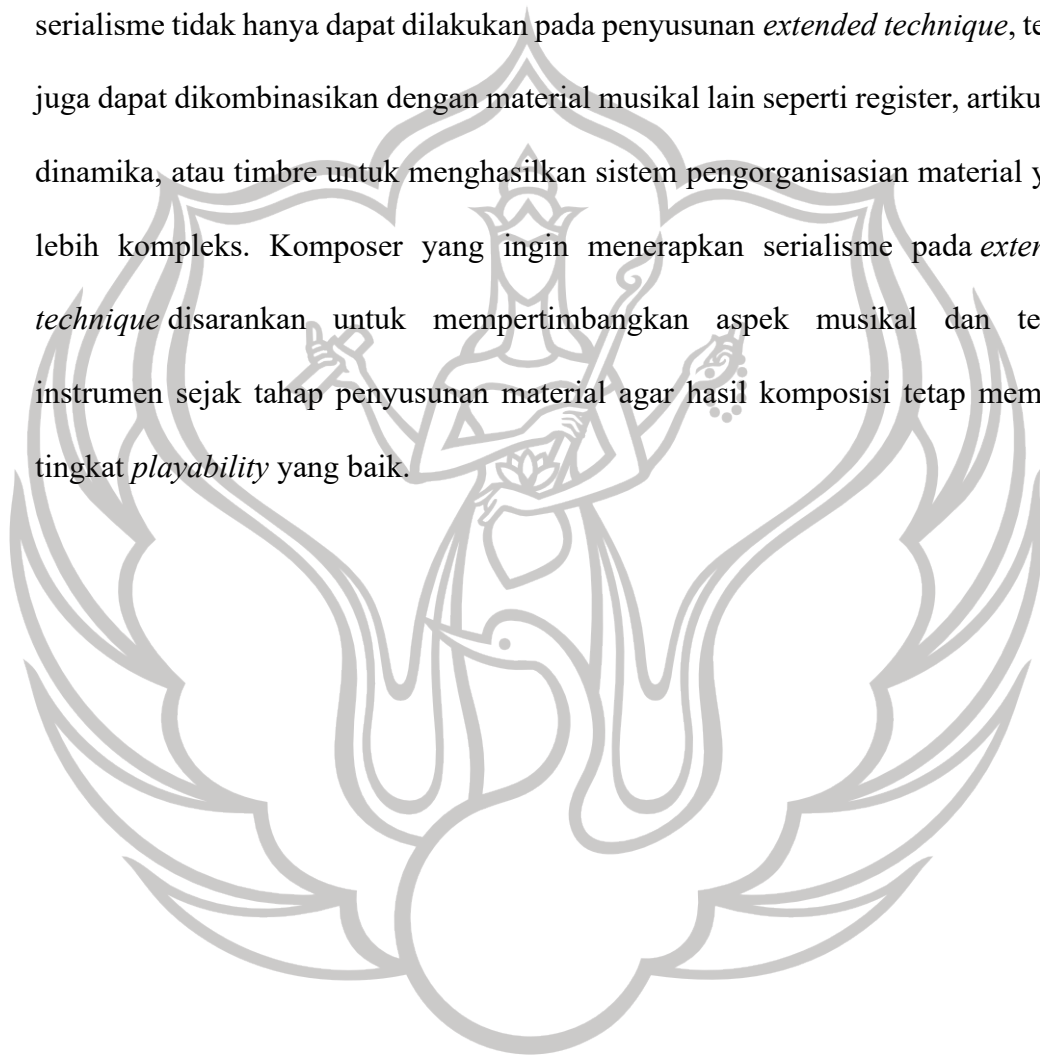 serialisme tidak hanya dapat dilakukan pada penyusunan extended technique, te
juga dapat dikombinasikan dengan material musikal lain seperti register, artiku
dinamika, atau timbre untuk menghasilkan sistem pengorganisasian material y
lebih kompleks. Komposer yang ingin menerapkan serialisme pada exter
technique disarankan untuk mempertimbangkan aspek musikal dan te
instrumen sejak tahap penyusunan material agar hasil komposisi tetap mem
tingkat playability yang baik.